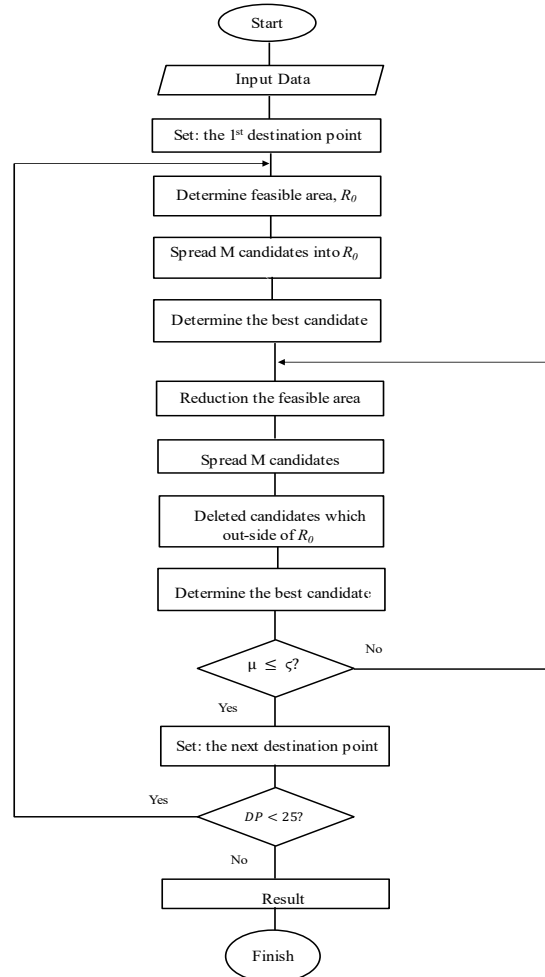 Start
Input Data
Set: the 1st destination point
Determine feasible area, R0
Spread M candidates into R0
Determine the best candidate
Reduction the feasible area
Spread M candidates
Deleted candidates which
out-side of R0
Determine the best candidate
μ ≤ ς?
No
Yes
Set: the next destination point
Yes
DP < 25?
No
Result
Finish